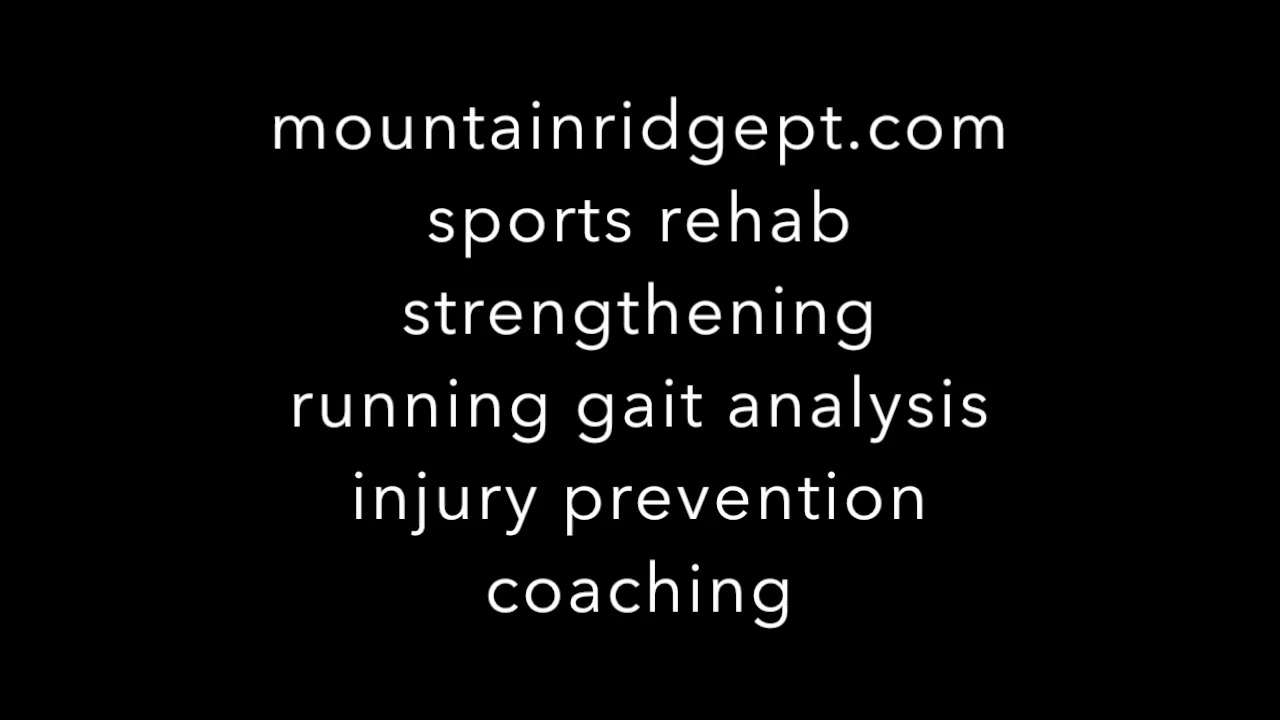 mountainridgept.com
sports rehab
strengthening
running gait analysis
injury prevention
coaching